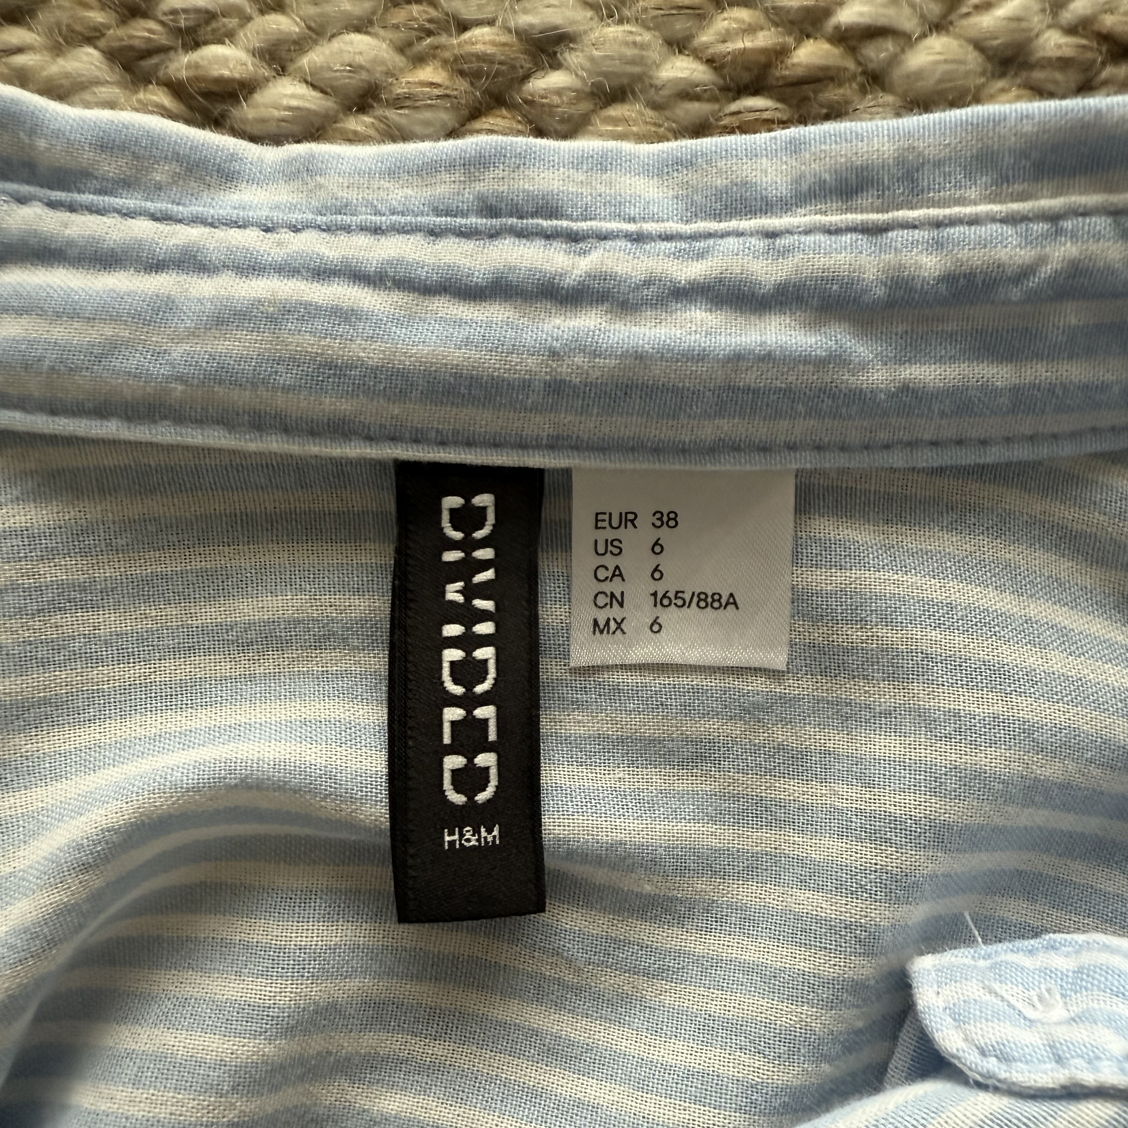 DIVIDED
H&M
EUR 38
US 6
CA 6
CN 165/88A
MX 6